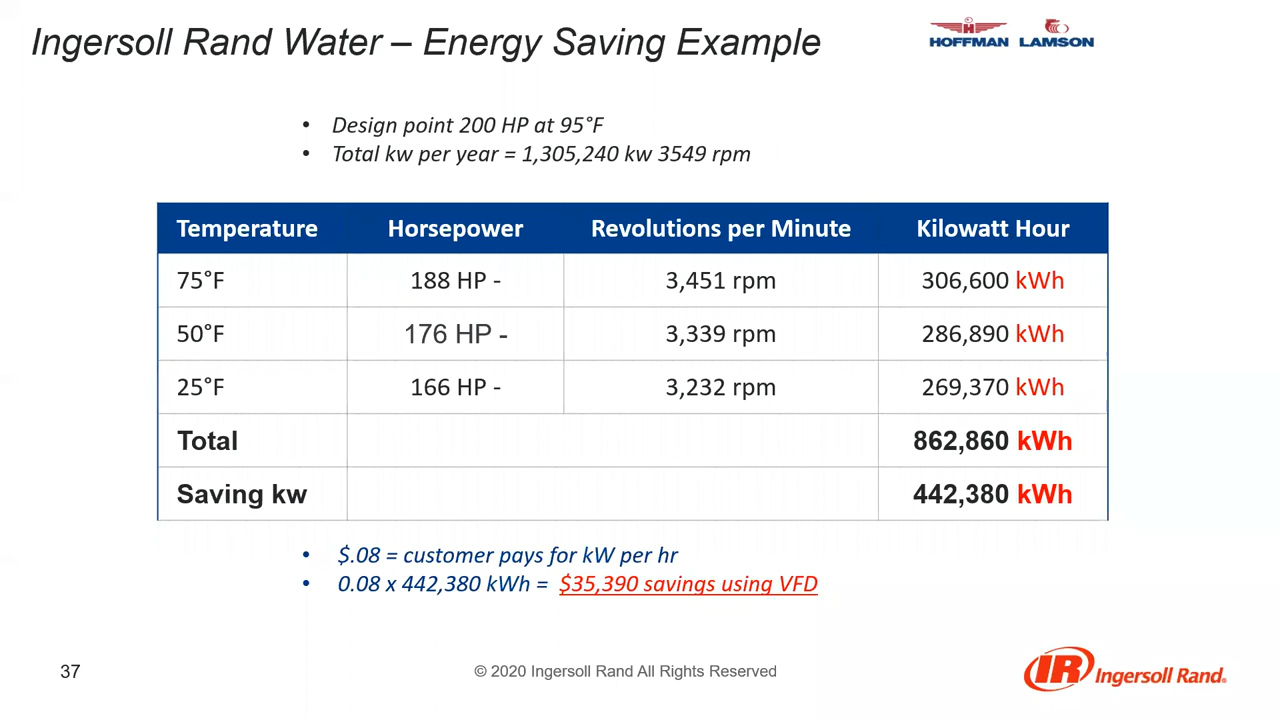 Ingersoll Rand Water – Energy Saving Example
HOFFMAN LAMSON
• Design point 200 HP at 95°F
• Total kw per year = 1,305,240 kw 3549 rpm
Temperature Horsepower Revolutions per Minute Kilowatt Hour
75°F 188 HP - 3,451 rpm 306,600 kWh
50°F 176 HP - 3,339 rpm 286,890 kWh
25°F 166 HP - 3,232 rpm 269,370 kWh
Total 862,860 kWh
Saving kw 442,380 kWh
• $.08 = customer pays for kW per hr
• 0.08 x 442,380 kWh = $35,390 savings using VFD
37
© 2020 Ingersoll Rand All Rights Reserved
IR Ingersoll Rand®